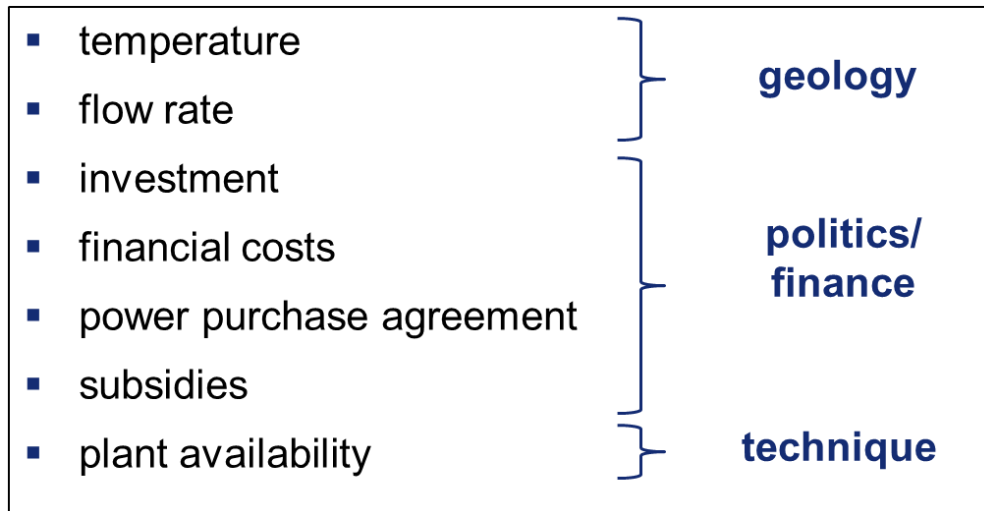 ▪ temperature
▪ flow rate
geology
▪ investment
▪ financial costs
▪ power purchase agreement
▪ subsidies
politics/
finance
▪ plant availability
technique